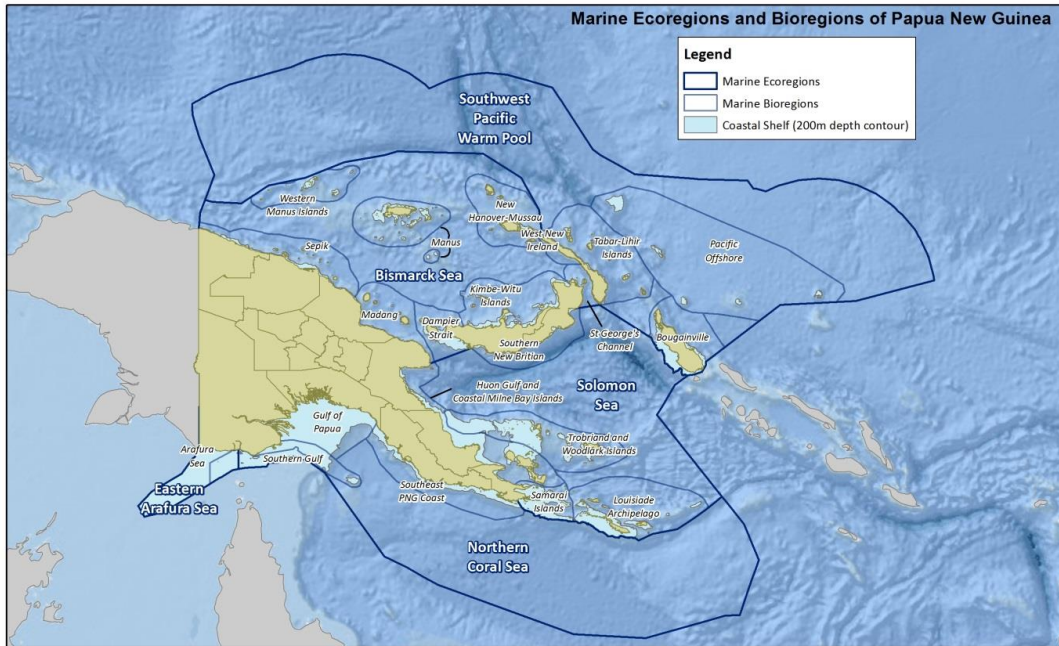 Marine Ecoregions and Bioregions of Papua New Guinea
Legend
Marine Ecoregions
Marine Bioregions
Coastal Shelf (200m depth contour)
Southwest
Pacific
Warm Pool
Western
Manus Islands
New
Hanover-Mussau
Manus
West New
Ireland
Tabar-Lihir
Islands
Pacific
Offshore
Sepik
Bismarck Sea
Kimbe-Witu
Islands
Madang
Dampier
Strait
Southern
New Britian
St George's
Channel
Bougainville
Huon Gulf and
Coastal Milne Bay Islands
Solomon
Sea
Gulf of
Papua
Trobriand and
Woodlark Islands
Arafura
Sea
Southern Gulf
Eastern
Arafura Sea
Southeast
PNG Coast
Samarai
Islands
Louisiade
Archipelago
Northern
Coral Sea